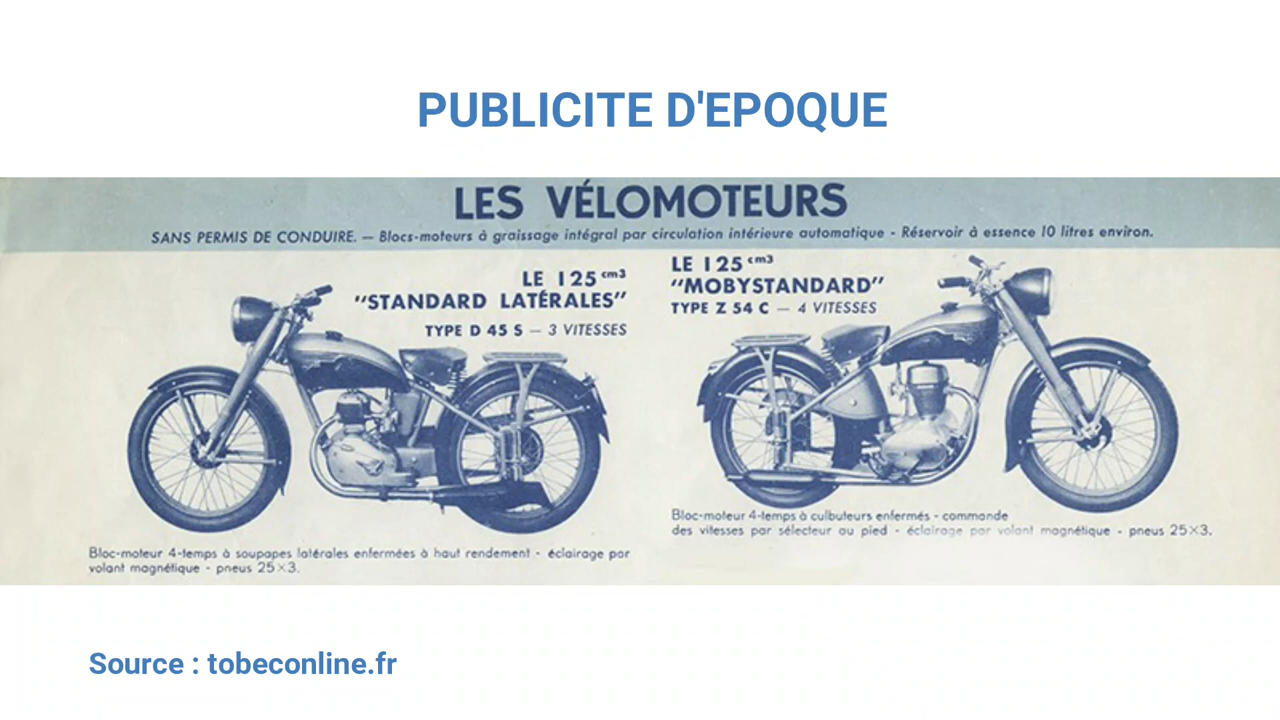 PUBLICITE D'EPOQUE
LES VÉLOMOTEURS
SANS PERMIS DE CONDUIRE. — Blocs-moteurs à graissage intégral par circulation intérieure automatique - Réservoir à essence 10 litres environ.
LE 125 cm3
"STANDARD LATÉRALES"
TYPE D 45 S — 3 VITESSES
Bloc-moteur 4-temps à soupapes latérales enfermées à haut rendement - éclairage par
volant magnétique - pneus 25×3.
LE 125 cm3
"MOBYSTANDARD"
TYPE Z 54 C — 4 VITESSES
Bloc-moteur 4-temps à culbuteurs enfermés - commande
des vitesses par sélecteur au pied - éclairage par volant magnétique - pneus 25×3.
Source : tobeconline.fr